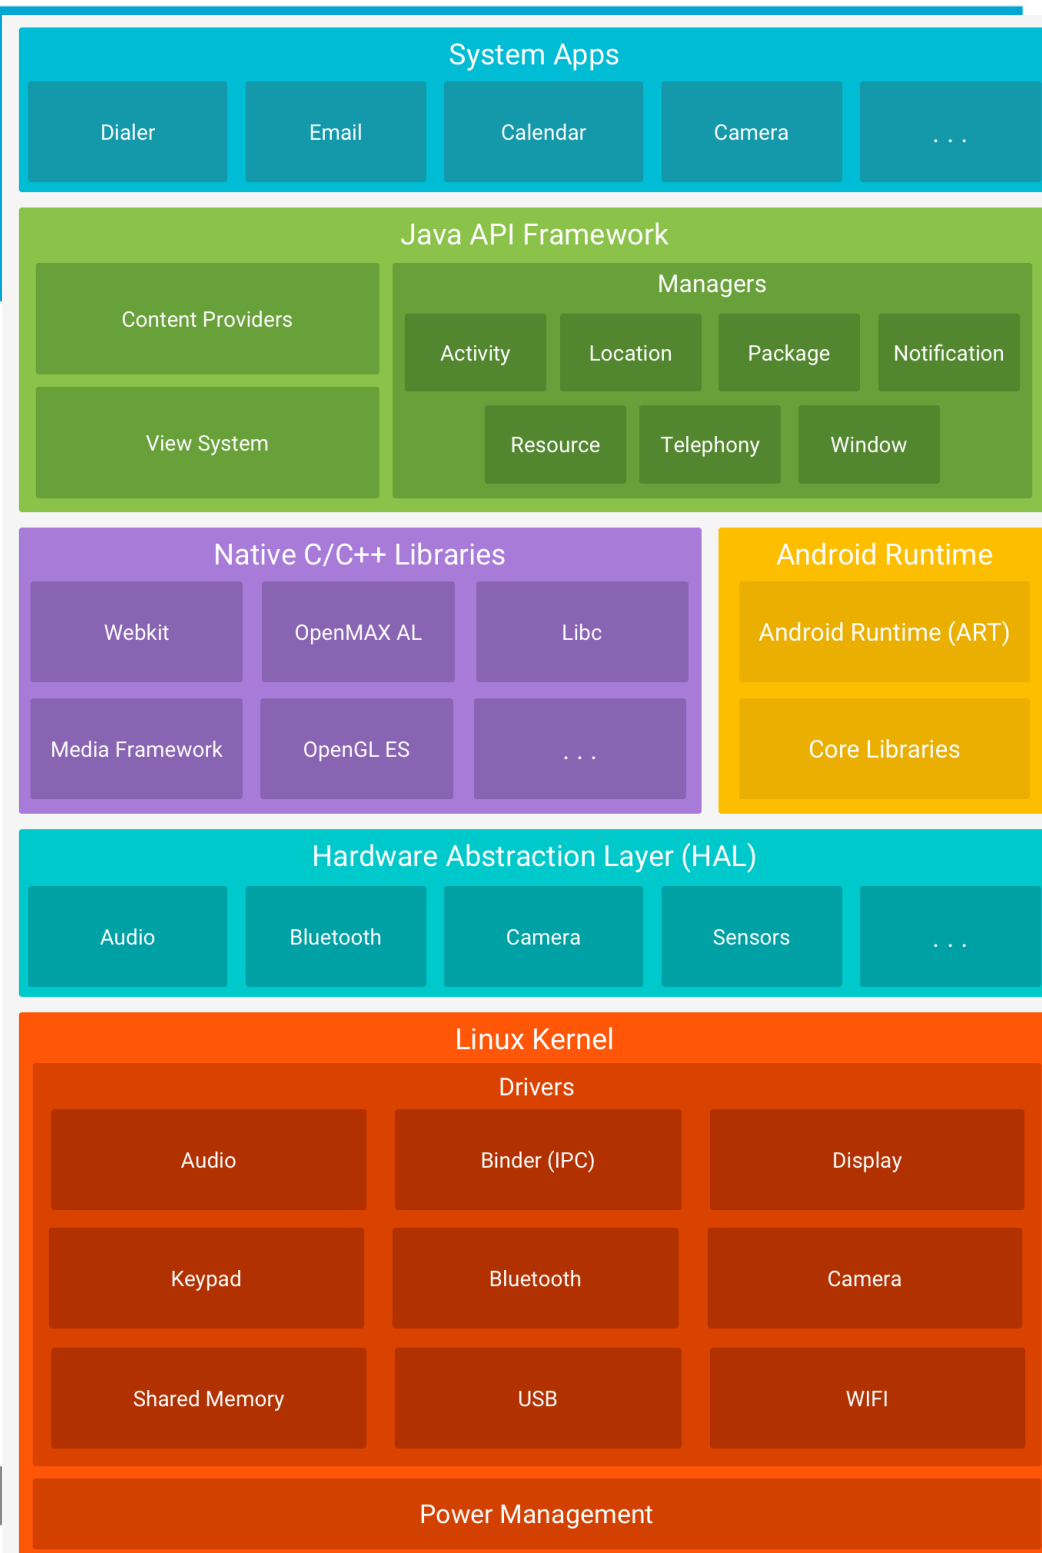 System Apps
Dialer Email Calendar Camera . . .
Java API Framework
Content Providers
View System
Managers
Activity Location Package Notification
Resource Telephony Window
Native C/C++ Libraries
Webkit OpenMAX AL Libc
Media Framework OpenGL ES . . .
Android Runtime
Android Runtime (ART)
Core Libraries
Hardware Abstraction Layer (HAL)
Audio Bluetooth Camera Sensors . . .
Linux Kernel
Drivers
Audio Binder (IPC) Display
Keypad Bluetooth Camera
Shared Memory USB WIFI
Power Management